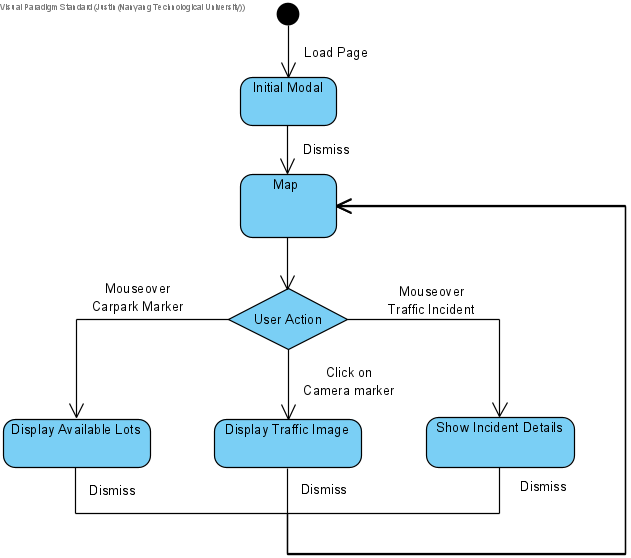 Visual Paradigm Standard (Justin (Nanyang Technological University))
Load Page
Initial Modal
Dismiss
Map
Mouseover
Carpark Marker
Mouseover
Traffic Incident
User Action
Click on
Camera marker
Display Available Lots
Display Traffic Image
Show Incident Details
Dismiss
Dismiss
Dismiss